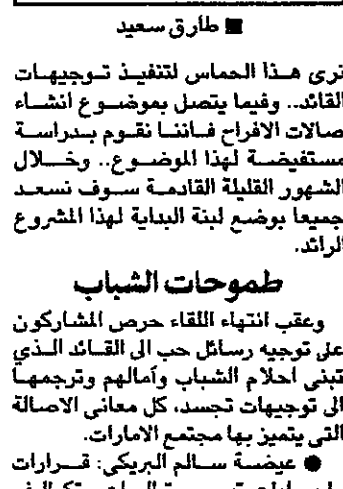 ■ طارق سعيد
ترى هذا الحماس لتنفيذ توجيهات
القائد.. وفيما يتصل بموضوع انشاء
صالات الافراح فاننا نقوم بدراسة
مستفيضة لهذا الموضوع.. وخلال
الشهور القليلة القادمة سوف نسعد
جميعا بوضع لبنة البداية لهذا المشروع
الرائد.
طموحات الشباب
وعقب انتهاء اللقاء حرص المشاركون
على توجيه رسائل حب الى القائد الذي
تبنى احلام الشباب وآمالهم وترجمها
الى توجيهات تجسد، كل معانى الاصالة
التي يتميز بها مجتمع الامارات.
● عيضة سالم البريكي: قرارات